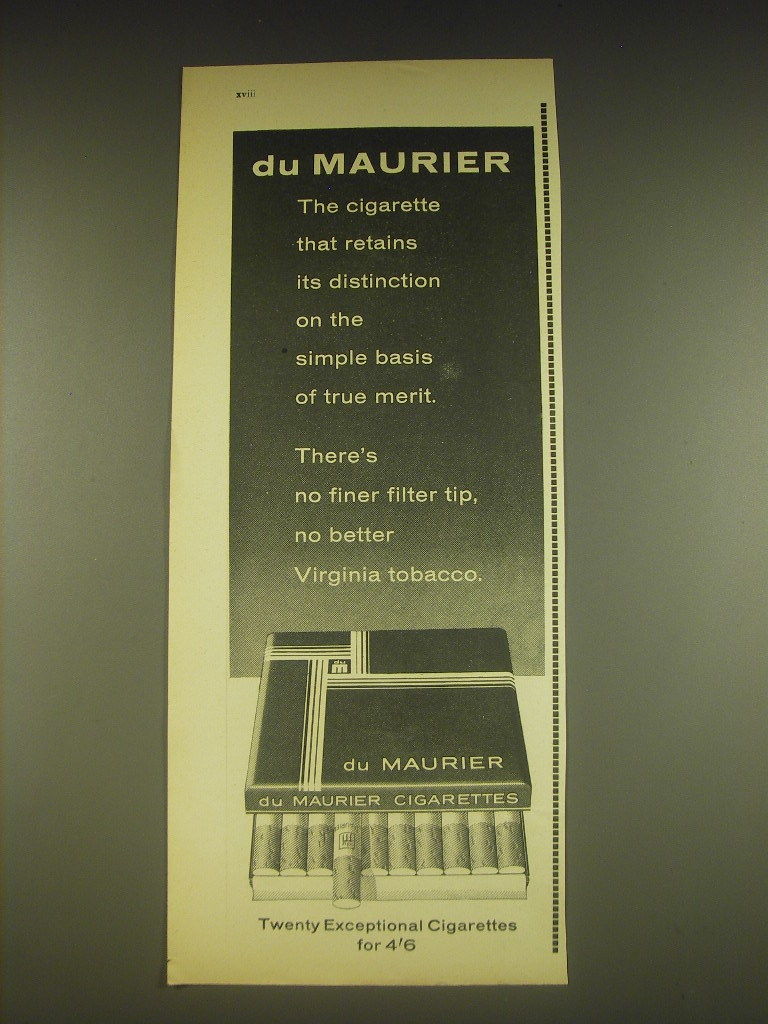 xviii
du MAURIER
The cigarette
that retains
its distinction
on the
simple basis
of true merit.
There's
no finer filter tip,
no better
Virginia tobacco.
du
m
du MAURIER
du MAURIER CIGARETTES
Twenty Exceptional Cigarettes
for 4'6